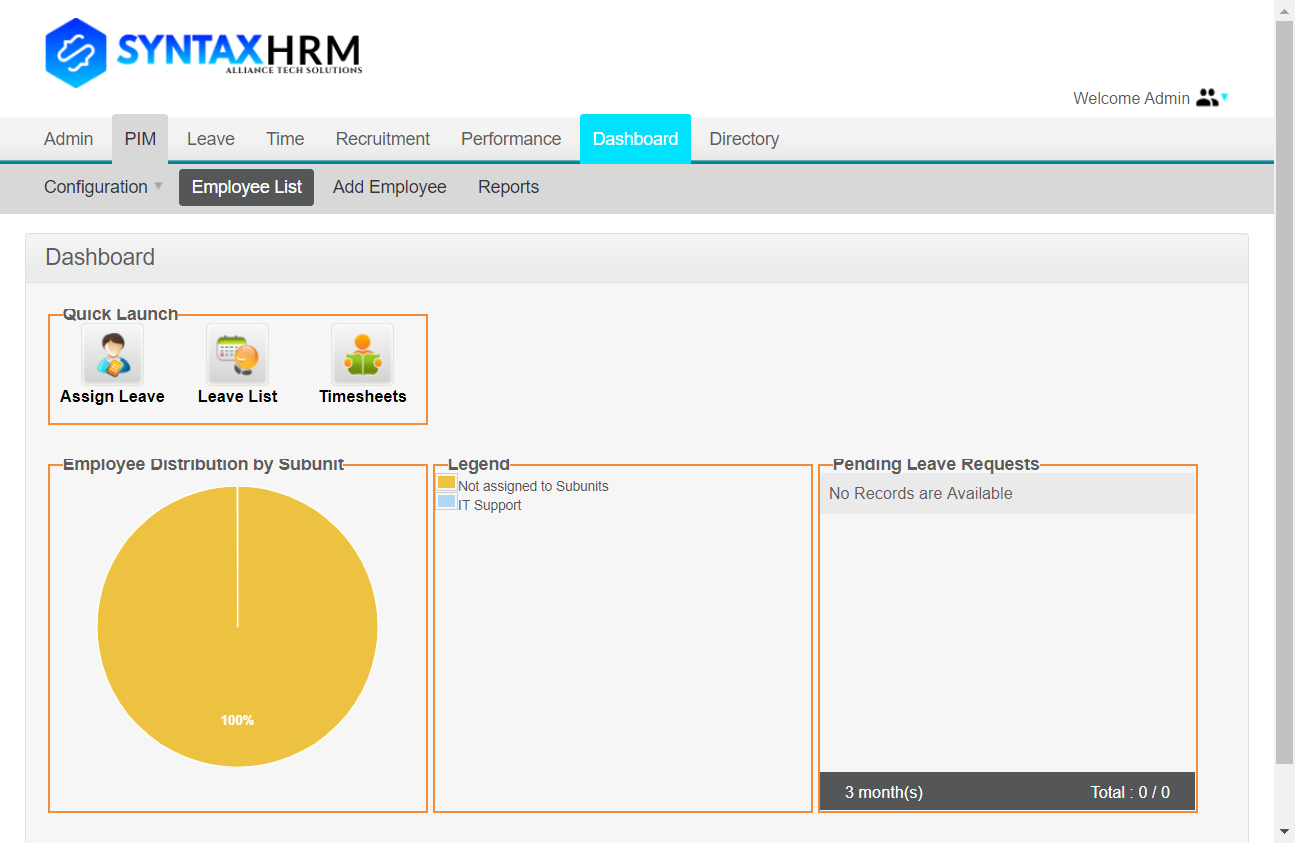 SYNTAXHRM
ALLIANCE TECH SOLUTIONS
Welcome Admin
Admin PIM Leave Time Recruitment Performance Dashboard Directory
Configuration Employee List Add Employee Reports
Dashboard
Quick Launch
Assign Leave Leave List Timesheets
Employee Distribution by Subunit
100%
Legend
Not assigned to Subunits
IT Support
Pending Leave Requests
No Records are Available
3 month(s) Total : 0 / 0